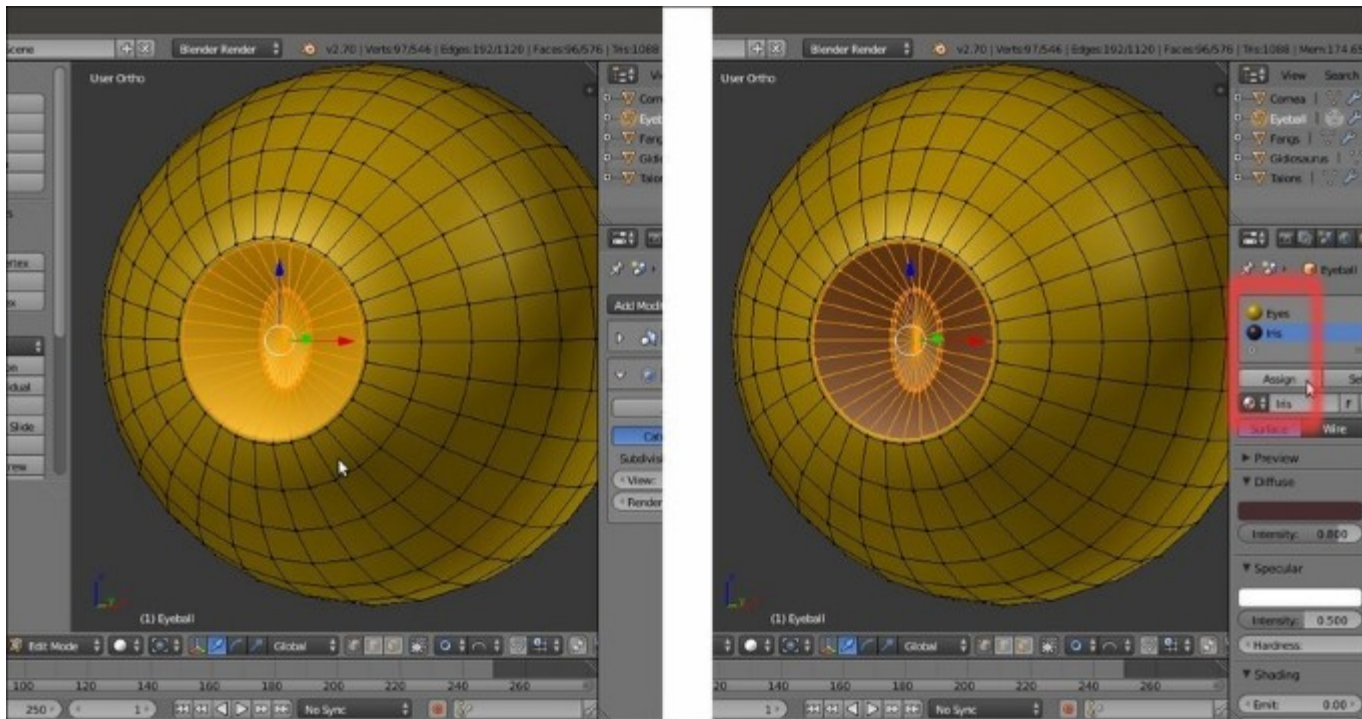 Scene
Blender Render
v2.70 | Verts:97/546 | Edges:192/1120 | Faces:96/576 | Tris:1088
User Ortho
Add Modi
Subdivis
View:
Render
Slide
(1) Eyeball
Edit Mode
Global
100 120 140 160 180 200 220 240 260
250
1
No Sync
Blender Render
v2.70 | Verts:97/546 | Edges:192/1120 | Faces:96/576 | Tris:1088 | Mem:174.65
User Ortho
View Search
Cornea
Eyeball
Fangs
Gidiosaurus
Talons
Eyeball
Eyes
Iris
Assign
Iris
F
Surface
Wire
Preview
Diffuse
Intensity: 0.800
Specular
Intensity: 0.500
Hardness:
Shading
Emit: 0.00
(1) Eyeball
Global
140 160 180 200 220 240 260
1
No Sync